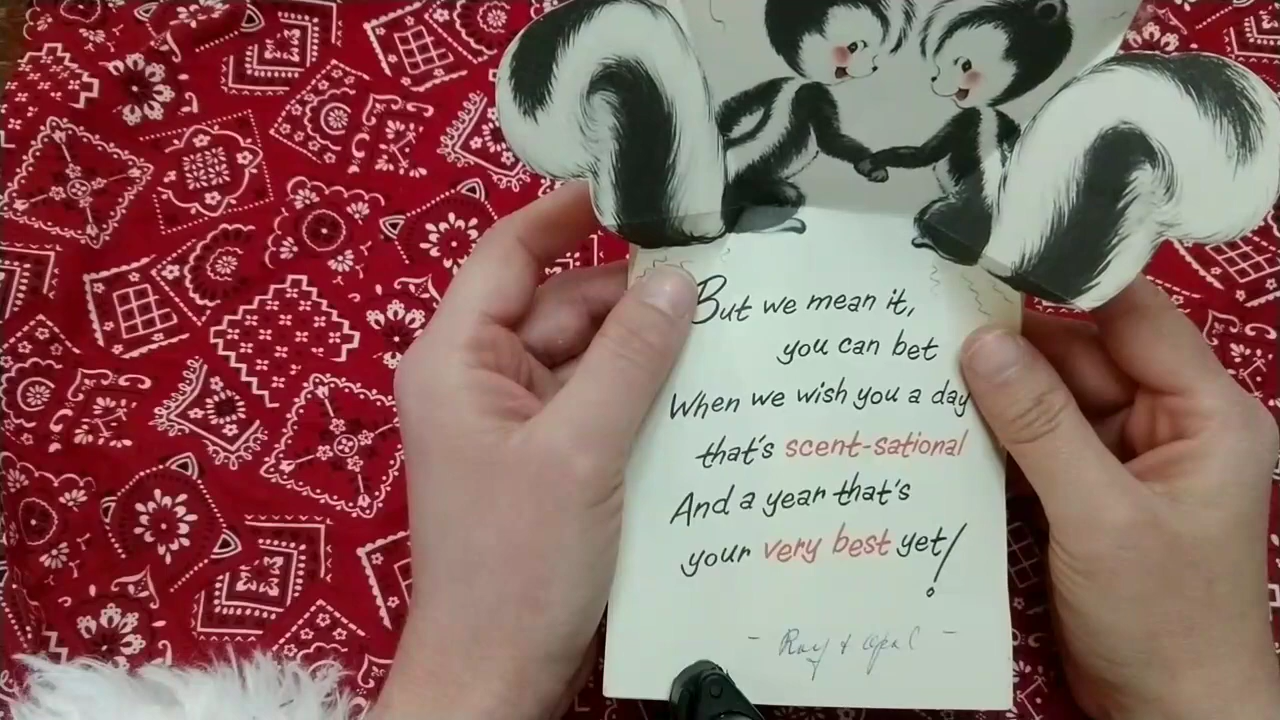 But we mean it,
you can bet
When we wish you a day
that's scent-sational
And a year that's
your very best yet!
- Ray & Opal -